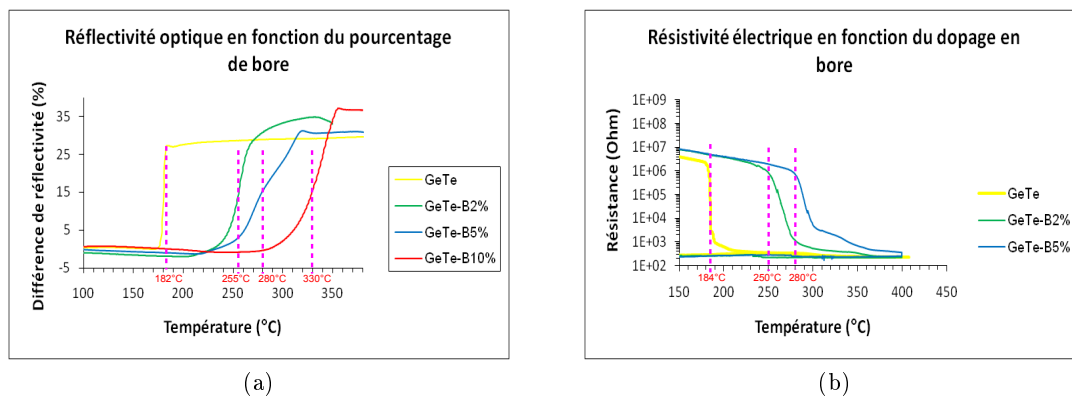 Réflectivité optique en fonction du pourcentage
de bore
Différence de réflectivité (%)
35
25
15
5
-5
100
150
200
250
300
350
182°C
255°C
280°C
330°C
Température (°C)
GeTe
GeTe-B2%
GeTe-B5%
GeTe-B10%
(a)
Résistivité électrique en fonction du dopage en
bore
Résistance (Ohm)
1E+09
1E+08
1E+07
1E+06
1E+05
1E+04
1E+03
1E+02
150
200
250
300
350
400
450
184°C
250°C
280°C
Température (°C)
GeTe
GeTe-B2%
GeTe-B5%
(b)